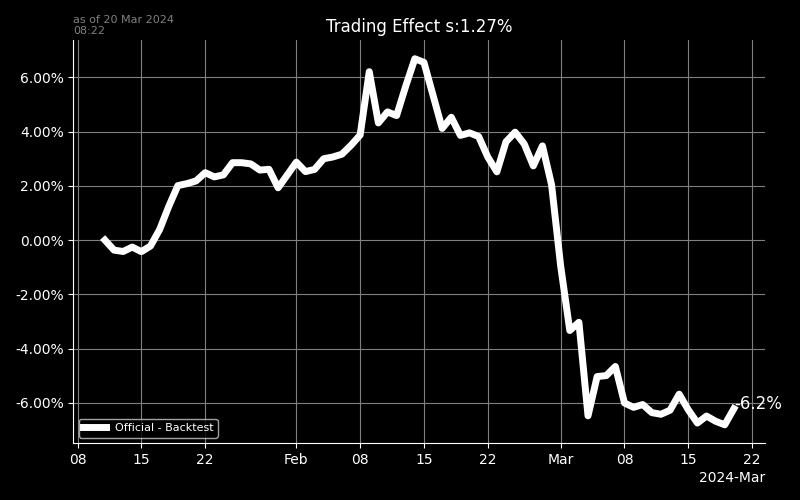 as of 20 Mar 2024
08:22
Trading Effect s:1.27%
6.00%
4.00%
2.00%
0.00%
-2.00%
-4.00%
-6.00%
-6.2%
Official - Backtest
08 15 22 Feb 08 15 22 Mar 08 15 22
2024-Mar